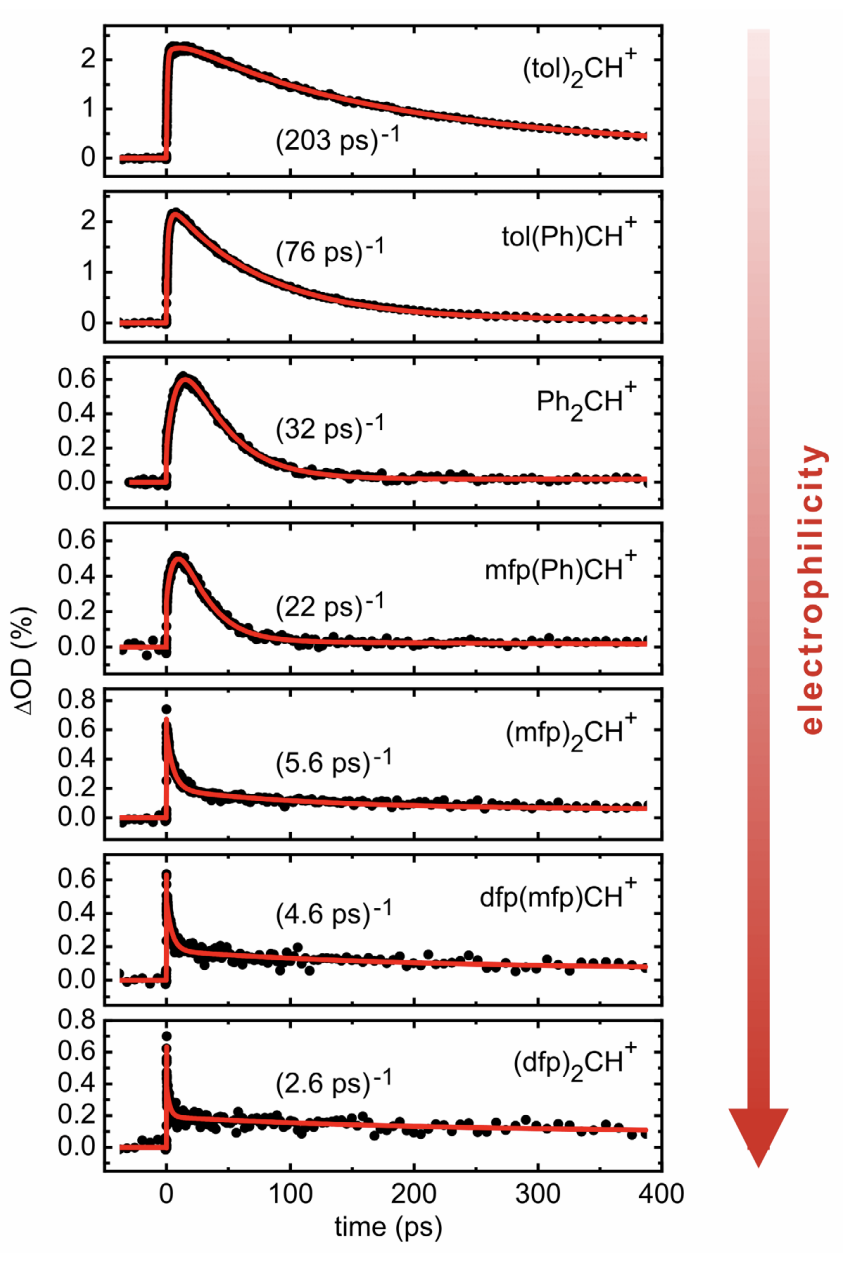 (tol)₂CH⁺
2
1
(203 ps)⁻¹
0
2
tol(Ph)CH⁺
(76 ps)⁻¹
1
0
0.6
Ph₂CH⁺
0.4
(32 ps)⁻¹
0.2
0.0
0.6
mfp(Ph)CH⁺
0.4
(22 ps)⁻¹
0.2
0.0
0.8
(mfp)₂CH⁺
0.6
0.4
(5.6 ps)⁻¹
0.2
0.0
0.6
dfp(mfp)CH⁺
0.4
(4.6 ps)⁻¹
0.2
0.0
0.8
(dfp)₂CH⁺
0.6
0.4
(2.6 ps)⁻¹
0.2
0.0
0 100 200 300 400
time (ps)
ΔOD (%)
electrophilicity